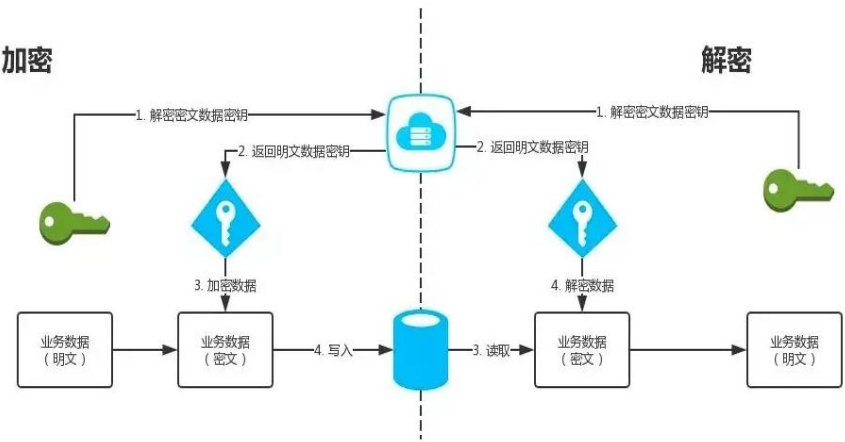 加密
解密
1. 解密密文数据密钥
1. 解密密文数据密钥
2. 返回明文数据密钥
2. 返回明文数据密钥
3. 加密数据
4. 解密数据
业务数据
（明文）
业务数据
（密文）
4. 写入
3. 读取
业务数据
（密文）
业务数据
（明文）